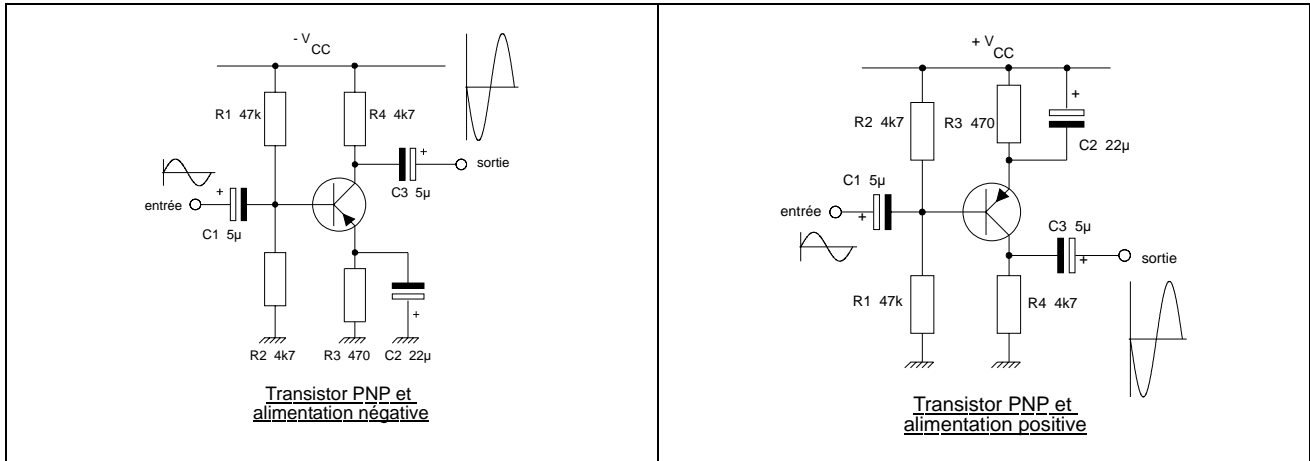 - V
CC
R1 47k
R4 4k7
+
sortie
C3 5µ
+
entrée
C1 5µ
+
R2 4k7
R3 470
C2 22µ
Transistor PNP et
alimentation négative
+ V
CC
R2 4k7
R3 470
+
C2 22µ
C1 5µ
entrée
+
C3 5µ
+
sortie
R1 47k
R4 4k7
Transistor PNP et
alimentation positive